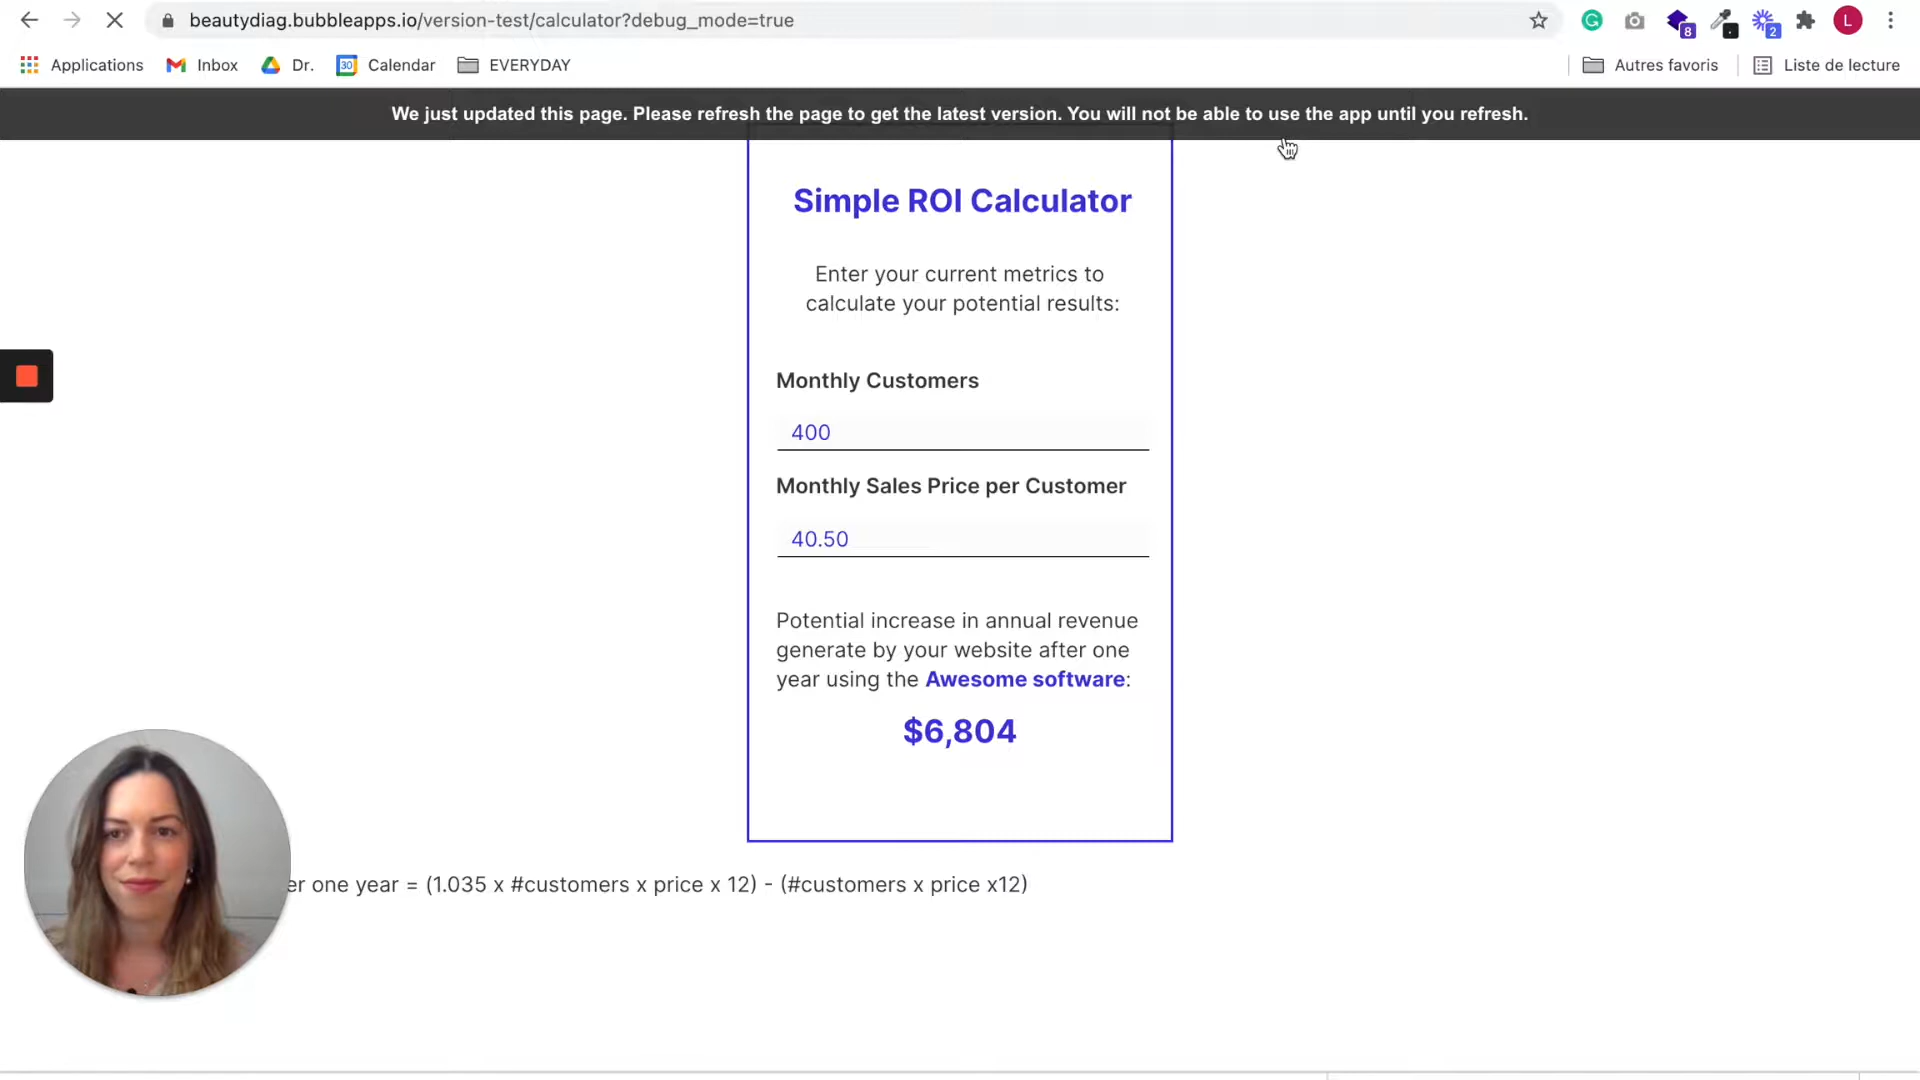 beautydiag.bubbleapps.io/version-test/calculator?debug_mode=true
8
2
L
Applications
Inbox
Dr.
30
Calendar
EVERYDAY
Autres favoris
Liste de lecture
We just updated this page. Please refresh the page to get the latest version. You will not be able to use the app until you refresh.
Simple ROI Calculator
Enter your current metrics to
calculate your potential results:
Monthly Customers
400
Monthly Sales Price per Customer
40.50
Potential increase in annual revenue
generate by your website after one
year using the Awesome software:
$6,804
er one year = (1.035 x #customers x price x 12) - (#customers x price x12)